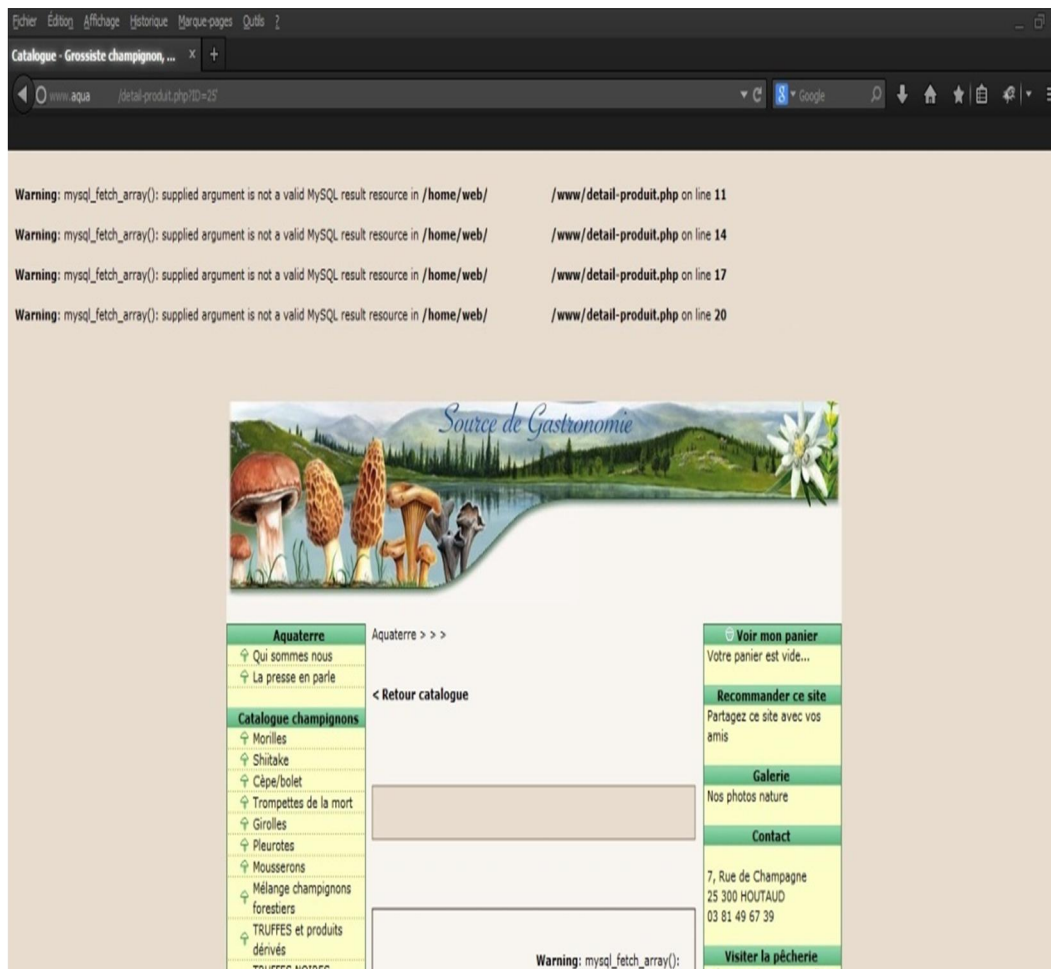 Fichier Édition Affichage Historique Marque-pages Outils ?
Catalogue - Grossiste champignon, ... × +
www.aqua /detail-produit.php?ID=25'
Google
Warning: mysql_fetch_array(): supplied argument is not a valid MySQL result resource in /home/web/ /www/detail-produit.php on line 11
Warning: mysql_fetch_array(): supplied argument is not a valid MySQL result resource in /home/web/ /www/detail-produit.php on line 14
Warning: mysql_fetch_array(): supplied argument is not a valid MySQL result resource in /home/web/ /www/detail-produit.php on line 17
Warning: mysql_fetch_array(): supplied argument is not a valid MySQL result resource in /home/web/ /www/detail-produit.php on line 20
Source de Gastronomie
Aquaterre
Qui sommes nous
La presse en parle
Catalogue champignons
Morilles
Shiitake
Cèpe/bolet
Trompettes de la mort
Girolles
Pleurotes
Mousserons
Mélange champignons
forestiers
TRUFFES et produits
dérivés
TRUFFES NOIRES
Aquaterre > > >
< Retour catalogue
Warning: mysql_fetch_array():
Voir mon panier
Votre panier est vide...
Recommander ce site
Partagez ce site avec vos
amis
Galerie
Nos photos nature
Contact
7, Rue de Champagne
25 300 HOUTAUD
03 81 49 67 39
Visiter la pêcherie